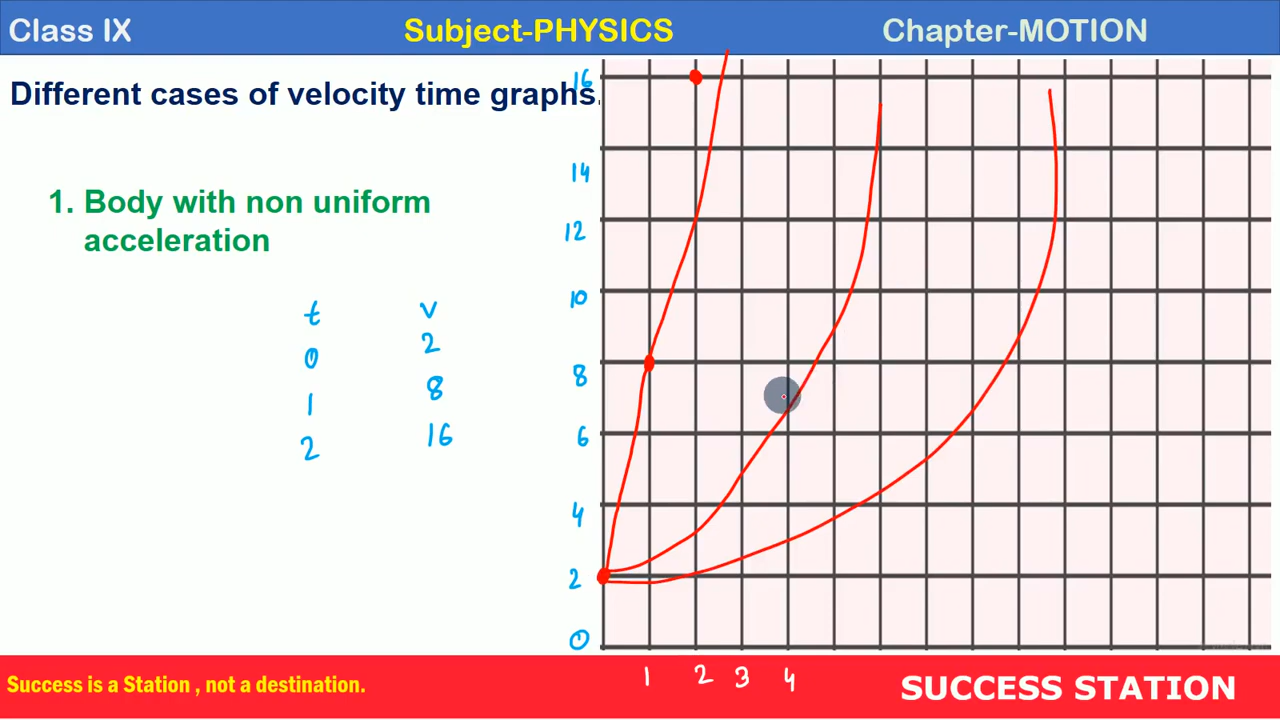 Class IX Subject-PHYSICS Chapter-MOTION
Different cases of velocity time graphs.
1. Body with non uniform
acceleration
t v
0 2
1 8
2 16
16
14
12
10
8
6
4
2
0
1 2 3 4
Success is a Station , not a destination. SUCCESS STATION